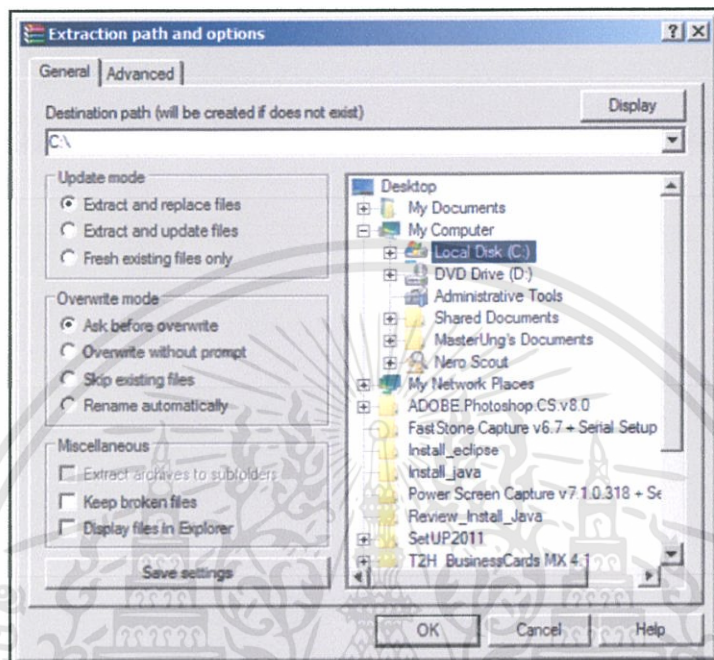 Extraction path and options
General
Advanced
Destination path (will be created if does not exist)
Display
C:\
Update mode
Extract and replace files
Extract and update files
Fresh existing files only
Overwrite mode
Ask before overwrite
Overwrite without prompt
Skip existing files
Rename automatically
Miscellaneous
Extract archives to subfolders
Keep broken files
Display files in Explorer
Save settings
Desktop
My Documents
My Computer
Local Disk (C:)
DVD Drive (D:)
Administrative Tools
Shared Documents
MasterUng's Documents
Nero Scout
My Network Places
ADOBE.Photoshop.CS.v8.0
FastStone Capture v6.7 + Serial Setup
Install_eclipse
Install_java
Power Screen Capture v7.1.0.318 + Se
Review_Install_Java
SetUP2011
T2H_BusinessCards MX 4.1
OK
Cancel
Help